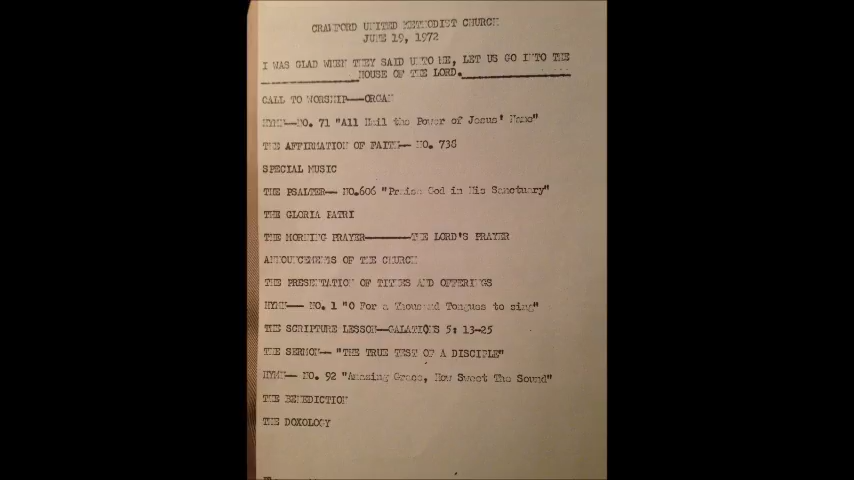 CRAWFORD UNITED METHODIST CHURCH
JUNE 19, 1972
I WAS GLAD WHEN THEY SAID UNTO ME, LET US GO INTO THE
HOUSE OF THE LORD.
CALL TO WORSHIP—ORGAN
HYMN—NO. 71 "All Hail the Power of Jesus' Name"
THE AFFIRMATION OF FAITH— NO. 738
SPECIAL MUSIC
THE PSALTER— NO.606 "Praise God in His Sanctuary"
THE GLORIA PATRI
THE MORNING PRAYER————THE LORD'S PRAYER
ANNOUNCEMENTS OF THE CHURCH
THE PRESENTATION OF TITHES AND OFFERINGS
HYMN— NO. 1 "O For a Thousand Tongues to sing"
THE SCRIPTURE LESSON—GALATIONS 5: 13-25
THE SERMON— "THE TRUE TEST OF A DISCIPLE"
HYMN— NO. 92 "Amazing Grace, How Sweet The Sound"
THE BENEDICTION
THE DOXOLOGY